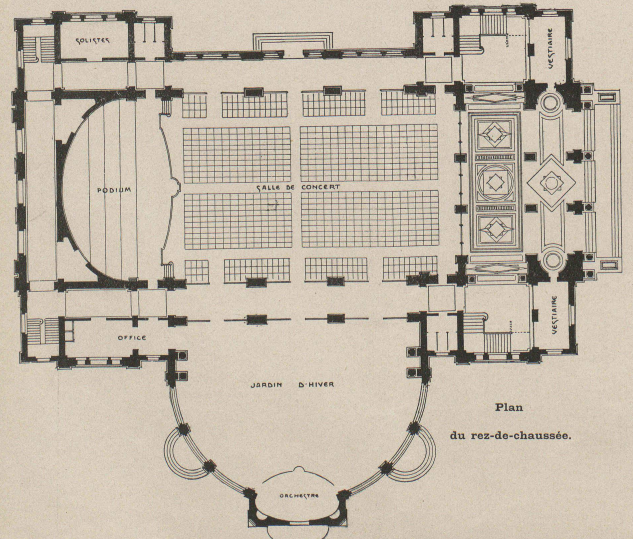 SOLISTES
VESTIAIRE
PODIUM
SALLE DE CONCERT
OFFICE
VESTIAIRE
JARDIN D'HIVER
ORCHESTRE
Plan
du rez-de-chaussée.